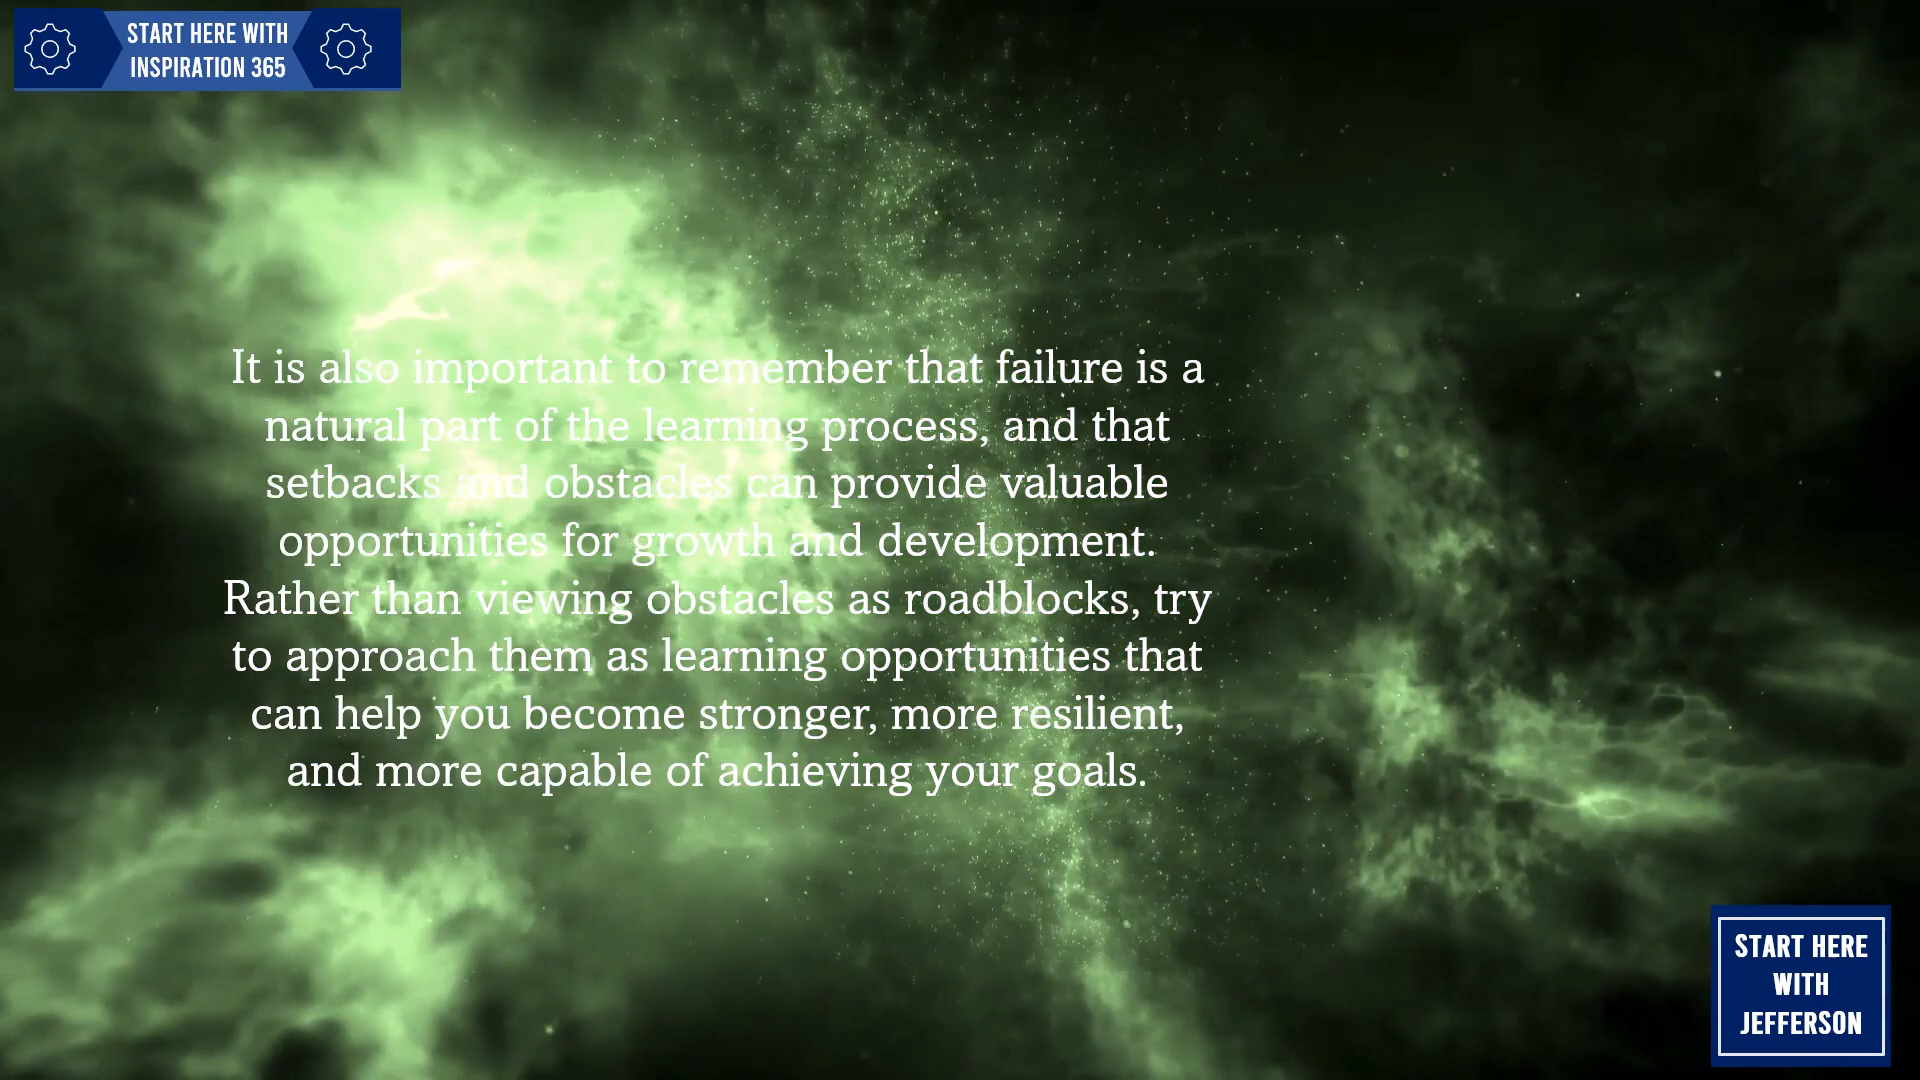 START HERE WITH
INSPIRATION 365
It is also important to remember that failure is a
natural part of the learning process, and that
setbacks and obstacles can provide valuable
opportunities for growth and development.
Rather than viewing obstacles as roadblocks, try
to approach them as learning opportunities that
can help you become stronger, more resilient,
and more capable of achieving your goals.
START HERE
WITH
JEFFERSON